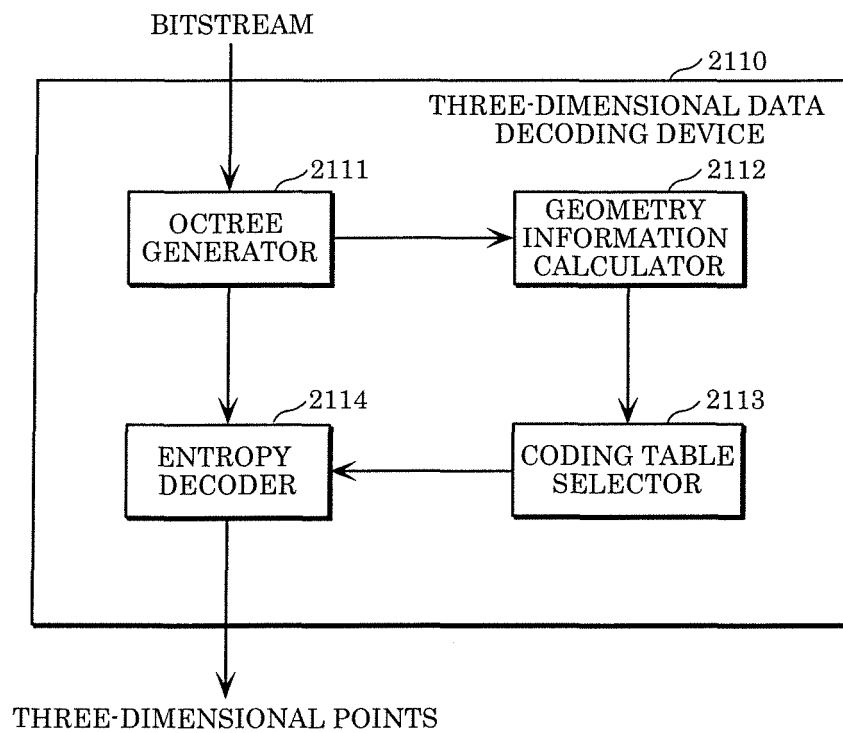 BITSTREAM
2110
THREE-DIMENSIONAL DATA
DECODING DEVICE
2111
OCTREE
GENERATOR
2112
GEOMETRY
INFORMATION
CALCULATOR
2114
ENTROPY
DECODER
2113
CODING TABLE
SELECTOR
THREE-DIMENSIONAL POINTS